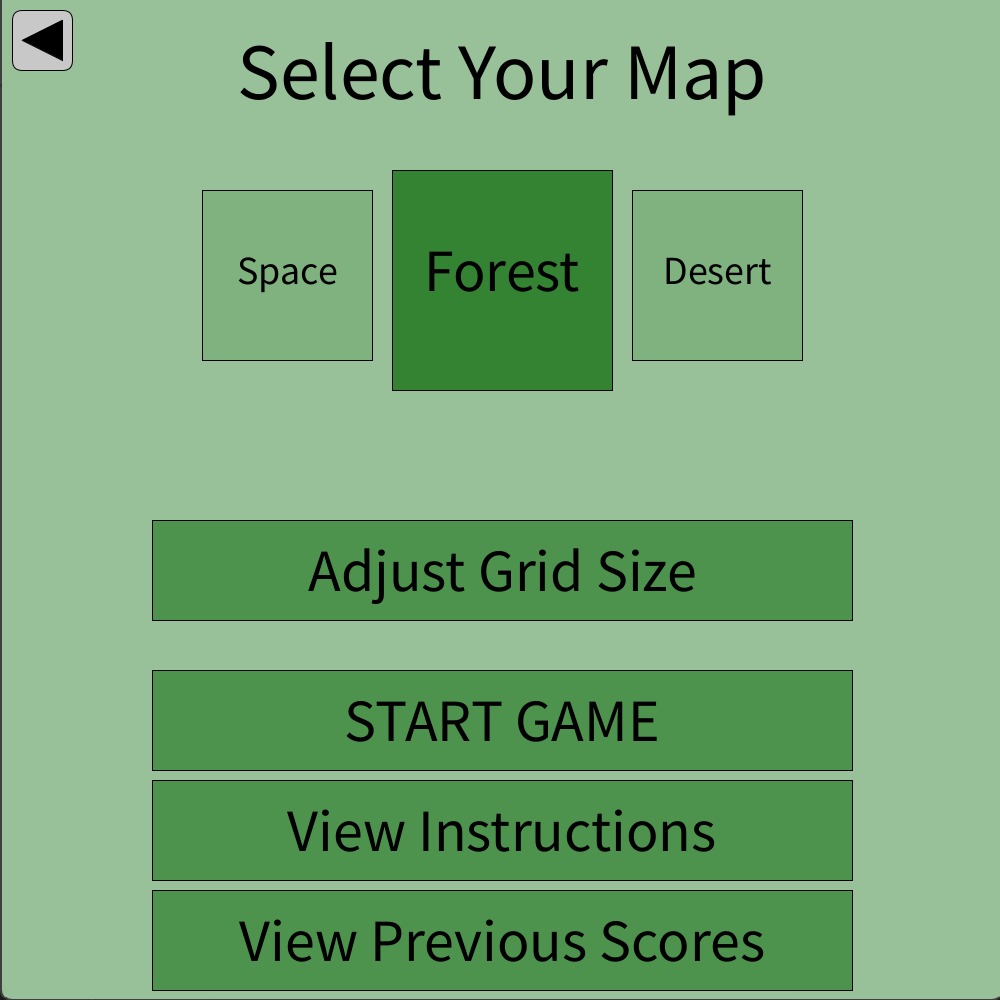 Select Your Map
Space
Forest
Desert
Adjust Grid Size
START GAME
View Instructions
View Previous Scores